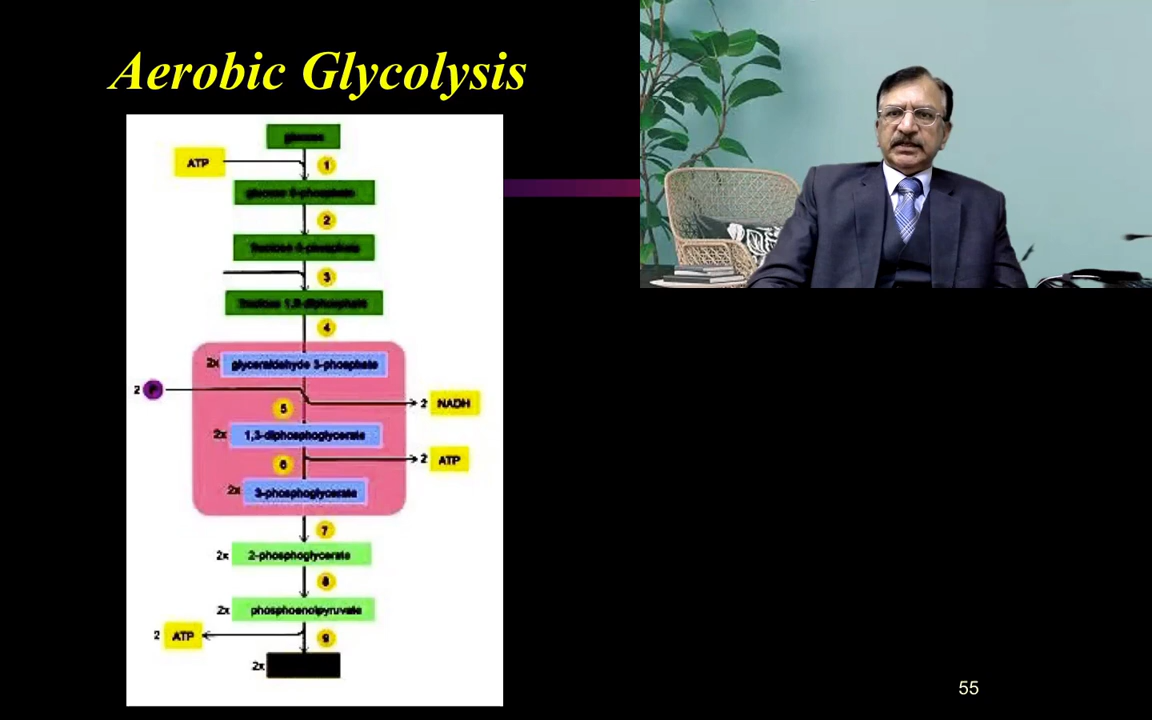 Aerobic Glycolysis
glucose
ATP
1
glucose 6-phosphate
2
fructose 6-phosphate
3
fructose 1,6-diphosphate
4
2x glyceraldehyde 3-phosphate
2 P
2 NADH
5
2x 1,3-diphosphoglycerate
6
2 ATP
2x 3-phosphoglycerate
7
2x 2-phosphoglycerate
8
2x phosphoenolpyruvate
2 ATP
9
2x
55